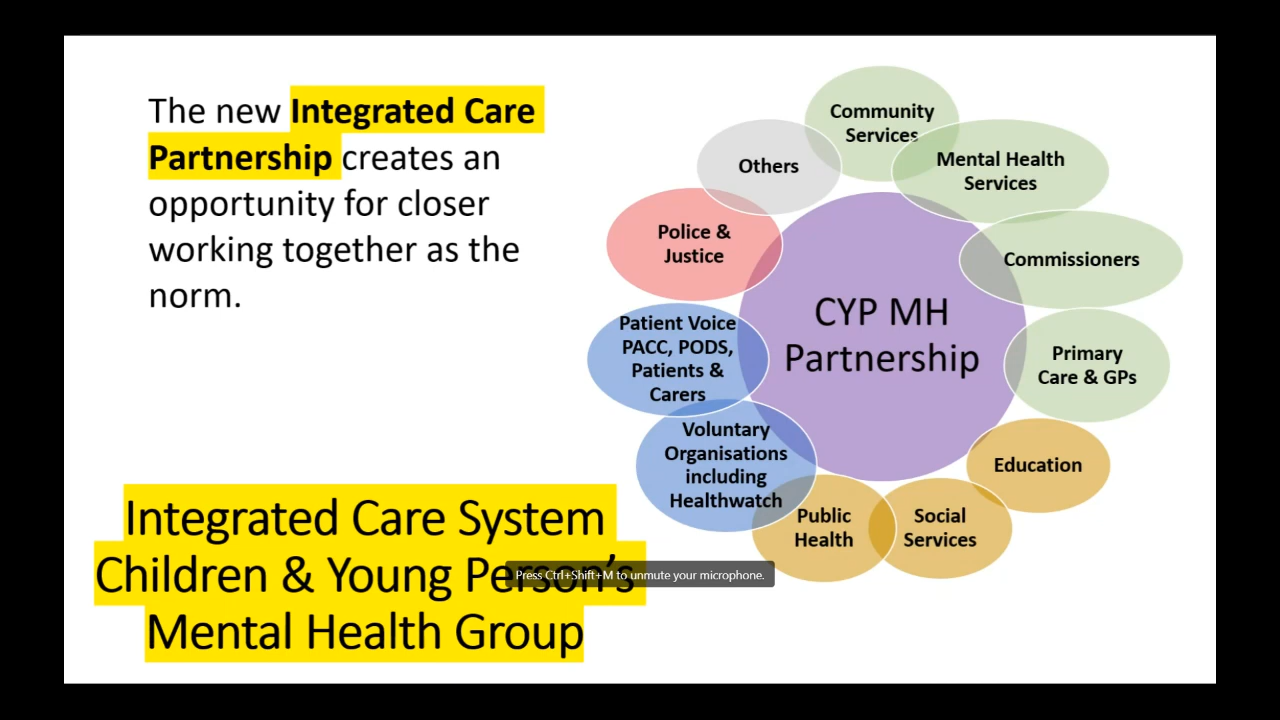 The new Integrated Care
Partnership creates an
opportunity for closer
working together as the
norm.
Integrated Care System
Children & Young Person's
Mental Health Group
Press Ctrl+Shift+M to unmute your microphone.
CYP MH
Partnership
Community
Services
Mental Health
Services
Commissioners
Primary
Care & GPs
Education
Social
Services
Public
Health
Voluntary
Organisations
including
Healthwatch
Patient Voice
PACC, PODS,
Patients &
Carers
Police &
Justice
Others